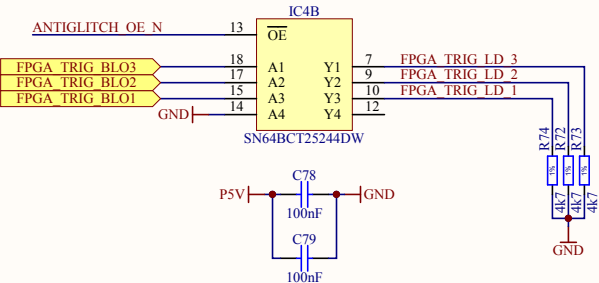 IC4B
ANTIGLITCH_OE_N 13 OE
FPGA_TRIG_BLO3 18 A1 Y1 7 FPGA_TRIG_LD_3
FPGA_TRIG_BLO2 17 A2 Y2 9 FPGA_TRIG_LD_2
FPGA_TRIG_BLO1 15 A3 Y3 10 FPGA_TRIG_LD_1
GND 14 A4 Y4 12
SN64BCT25244DW
R74 R72 R73
1% 1% 1%
4k7 4k7 4k7
GND
C78
P5V GND
100nF
C79
100nF